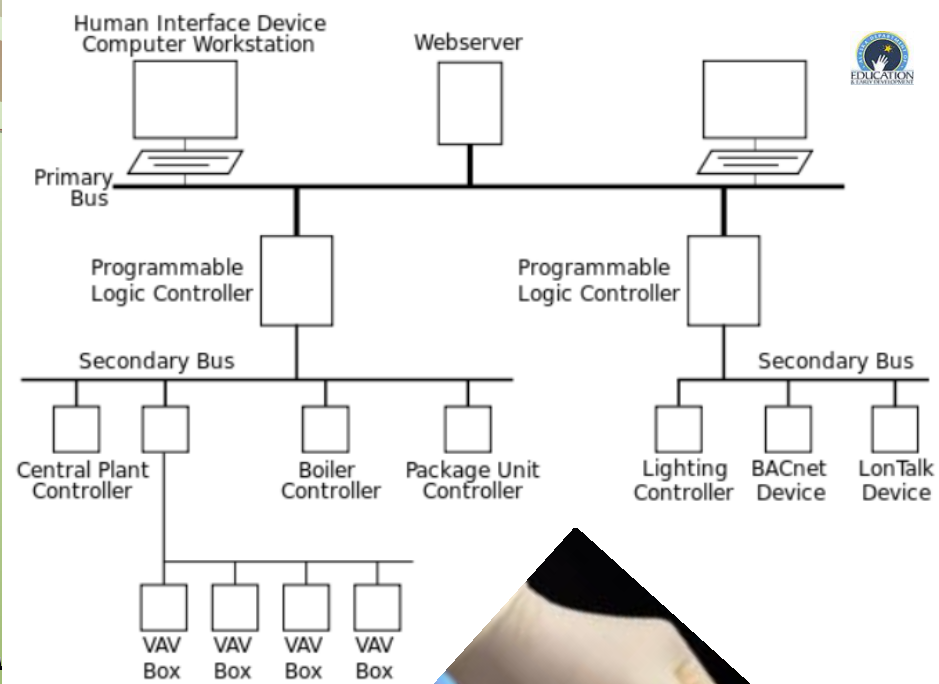 Human Interface Device
Computer Workstation
Webserver
EDUCATION
& EARLY DEVELOPMENT
Primary
Bus
Programmable
Logic Controller
Programmable
Logic Controller
Secondary Bus
Secondary Bus
Central Plant
Controller
Boiler
Controller
Package Unit
Controller
Lighting
Controller
BACnet
Device
LonTalk
Device
VAV
Box
VAV
Box
VAV
Box
VAV
Box